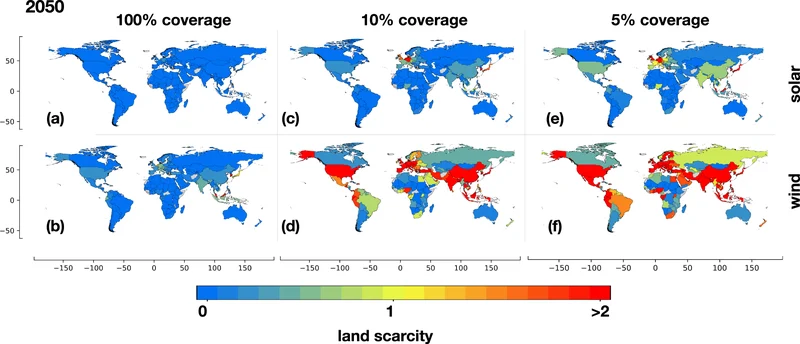 2050
100% coverage 10% coverage 5% coverage
50
0
−50
(a) (c) (e)
solar
50
0
−50
(b) (d) (f)
wind
−150 −100 −50 0 50 100 150 −150 −100 −50 0 50 100 150 −150 −100 −50 0 50 100 150
0 1 >2
land scarcity